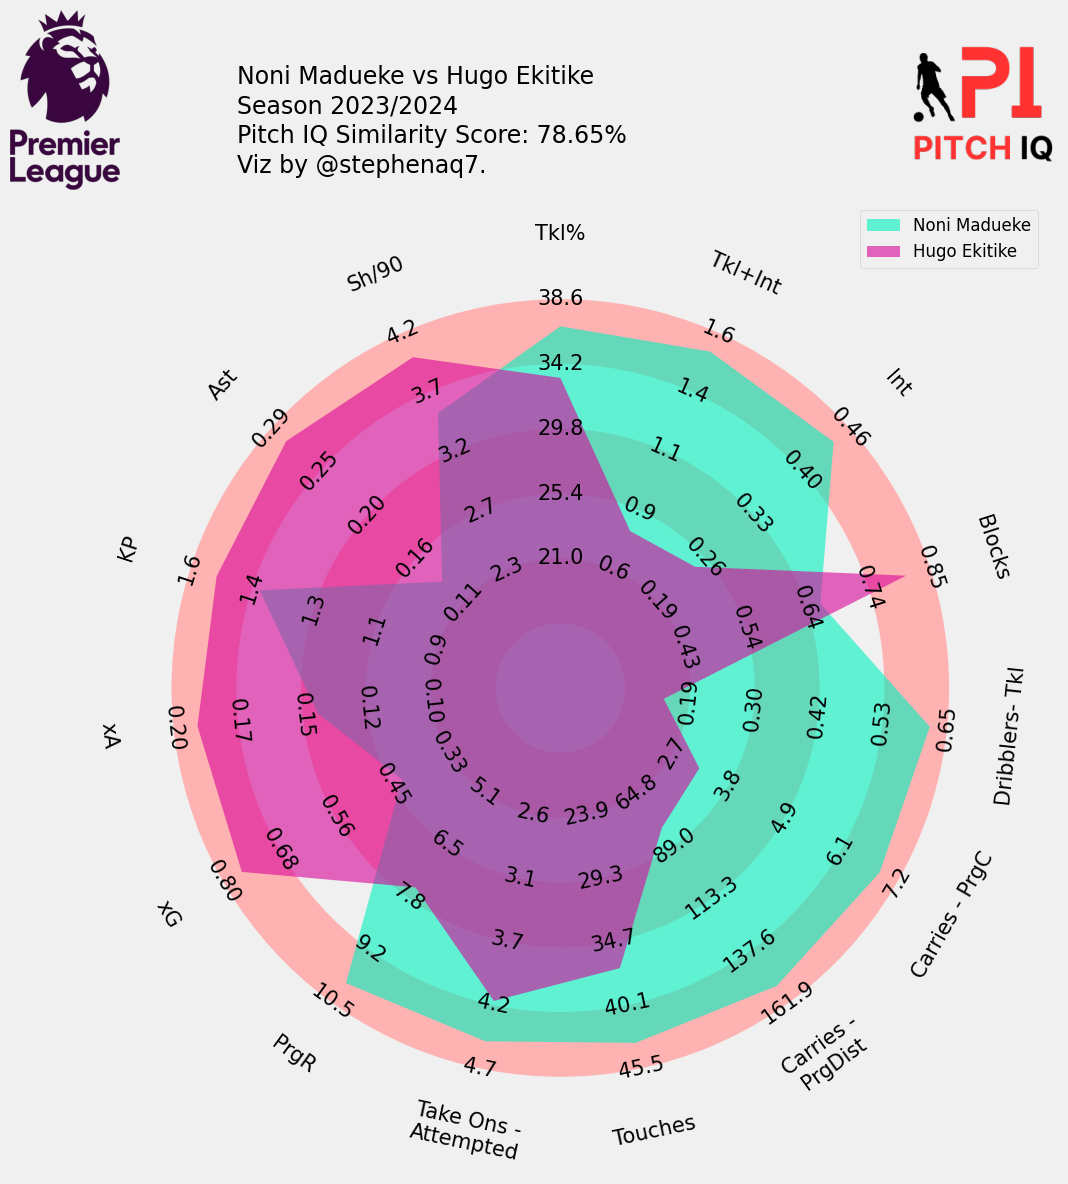 Premier
League
Noni Madueke vs Hugo Ekitike
Season 2023/2024
Pitch IQ Similarity Score: 78.65%
Viz by @stephenaq7.
PI
PITCH IQ
Noni Madueke
Hugo Ekitike
Tkl%
38.6
34.2
29.8
25.4
21.0
Tkl+Int
1.6
1.4
1.1
0.9
0.6
Int
0.46
0.40
0.33
0.26
0.19
Blocks
0.85
0.74
0.64
0.54
0.43
Dribblers- Tkl
0.65
0.53
0.42
0.30
0.19
Carries - PrgC
7.2
6.1
4.9
3.8
2.7
Carries -
PrgDist
161.9
137.6
113.3
89.0
64.8
Touches
45.5
40.1
34.7
29.3
23.9
Take Ons -
Attempted
4.7
4.2
3.7
3.1
2.6
PrgR
10.5
9.2
7.8
6.5
5.1
xG
0.80
0.68
0.56
0.45
0.33
xA
0.20
0.17
0.15
0.12
0.10
KP
1.6
1.4
1.3
1.1
0.9
Ast
0.29
0.25
0.20
0.16
0.11
Sh/90
4.2
3.7
3.2
2.7
2.3